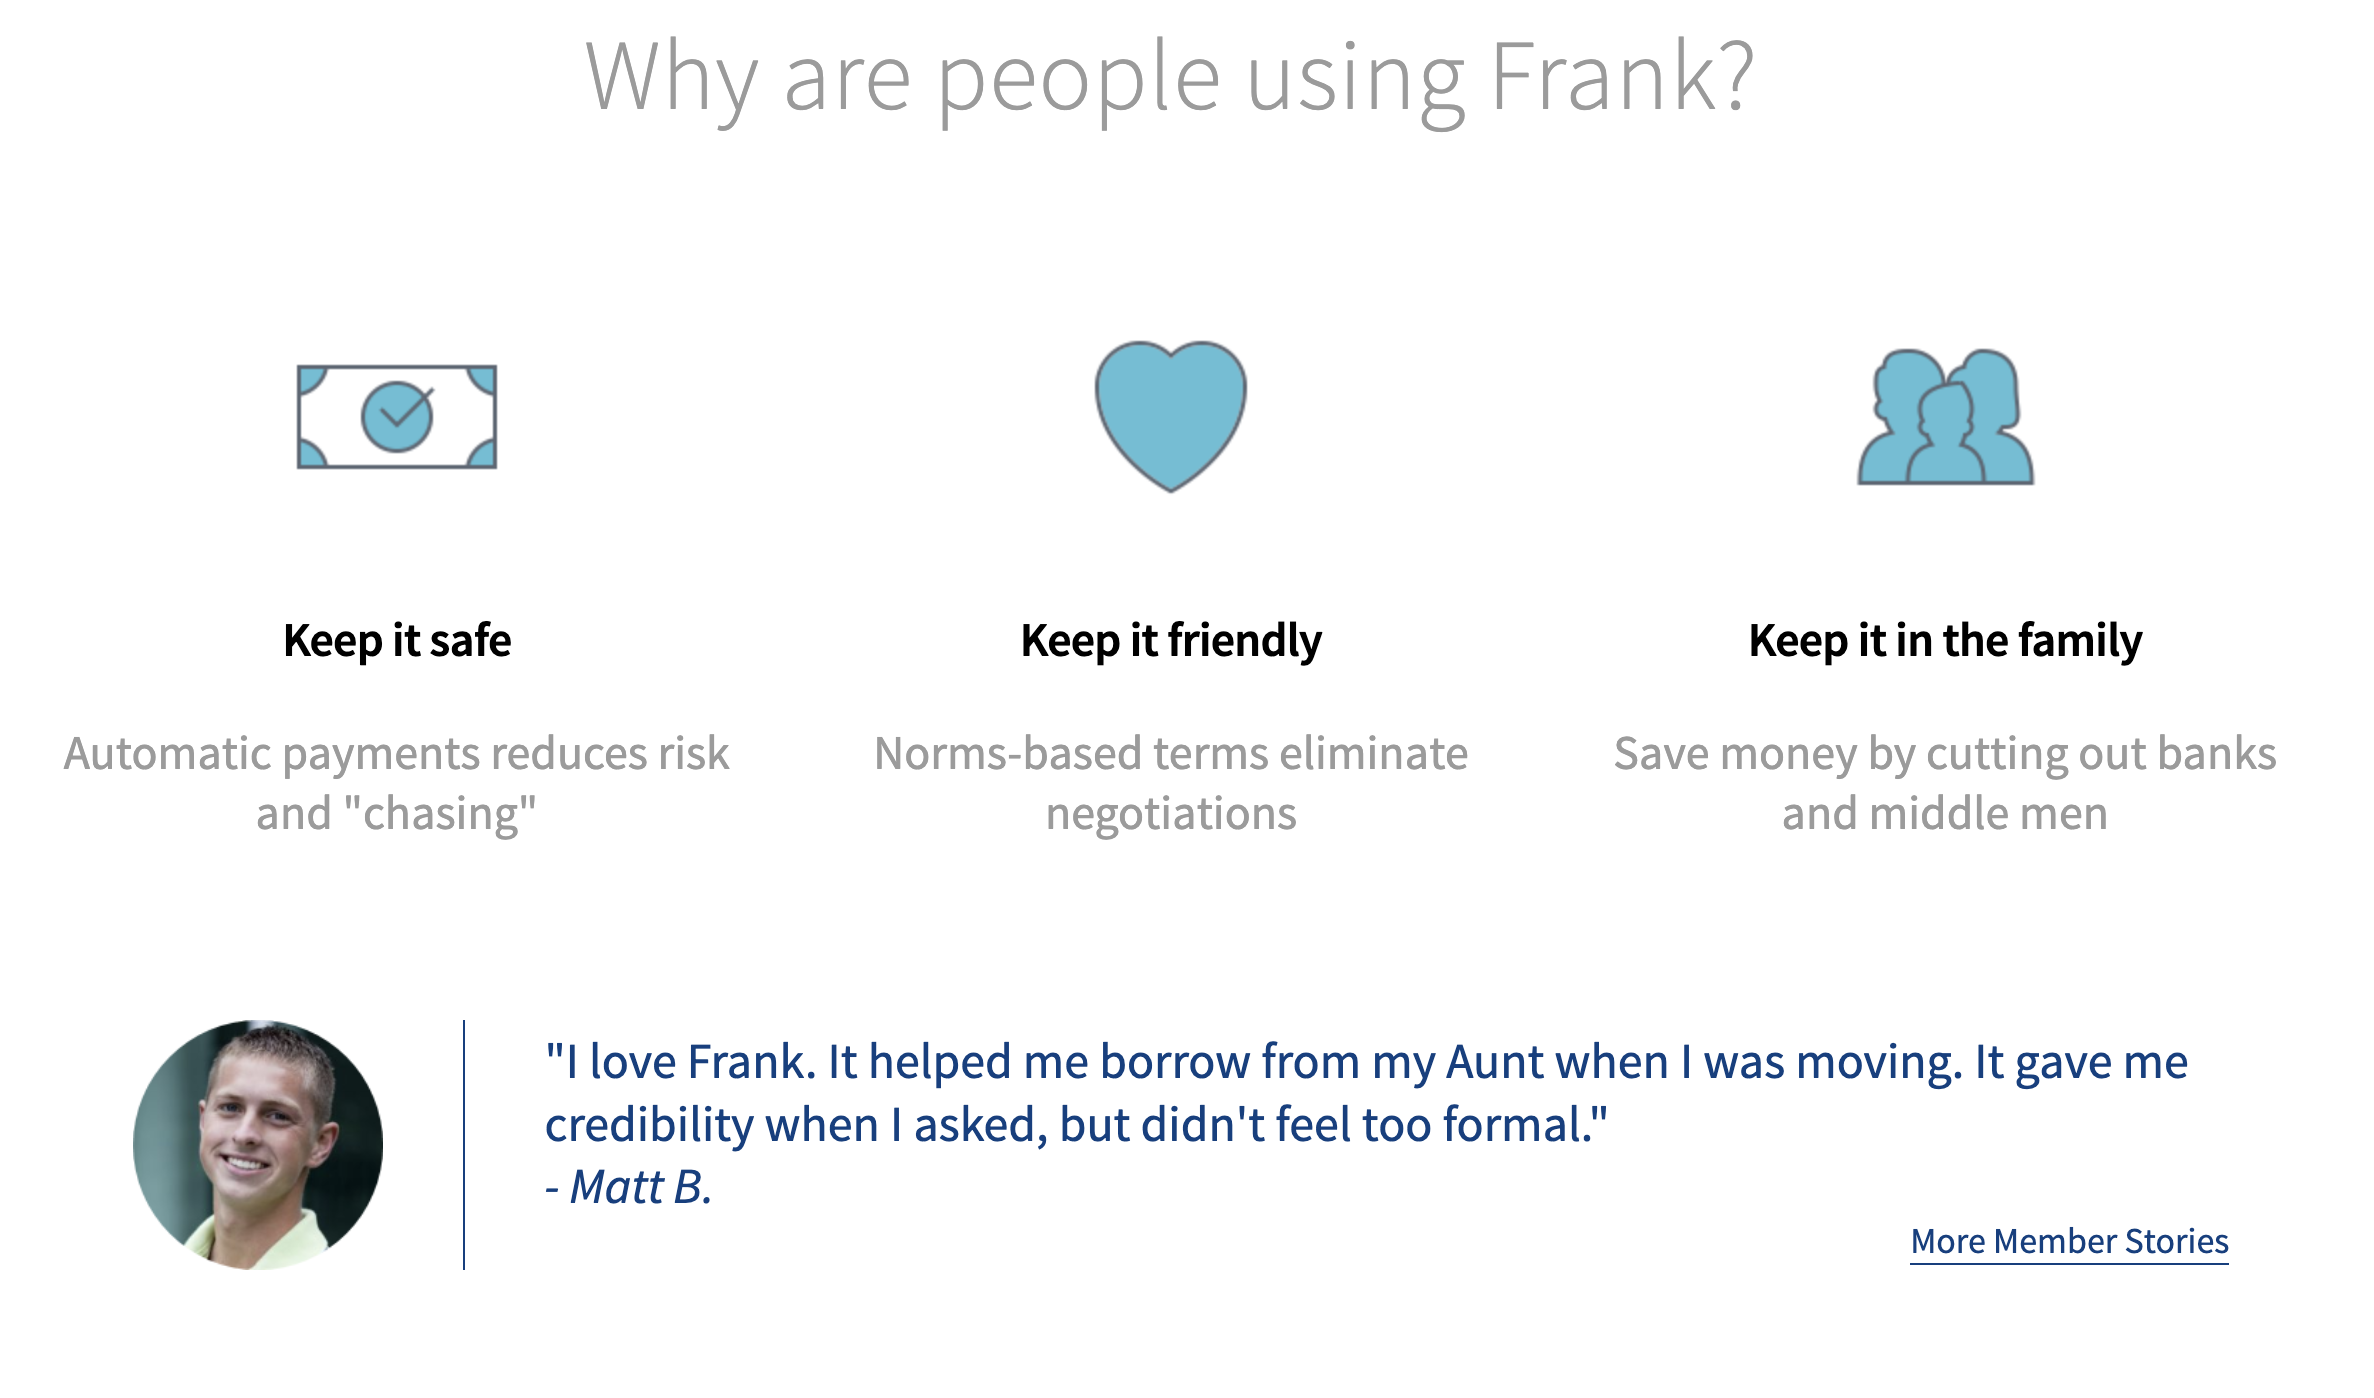 Why are people using Frank?
Keep it safe
Automatic payments reduces risk
and "chasing"
Keep it friendly
Norms-based terms eliminate
negotiations
Keep it in the family
Save money by cutting out banks
and middle men
"I love Frank. It helped me borrow from my Aunt when I was moving. It gave me
credibility when I asked, but didn't feel too formal."
- Matt B.
More Member Stories